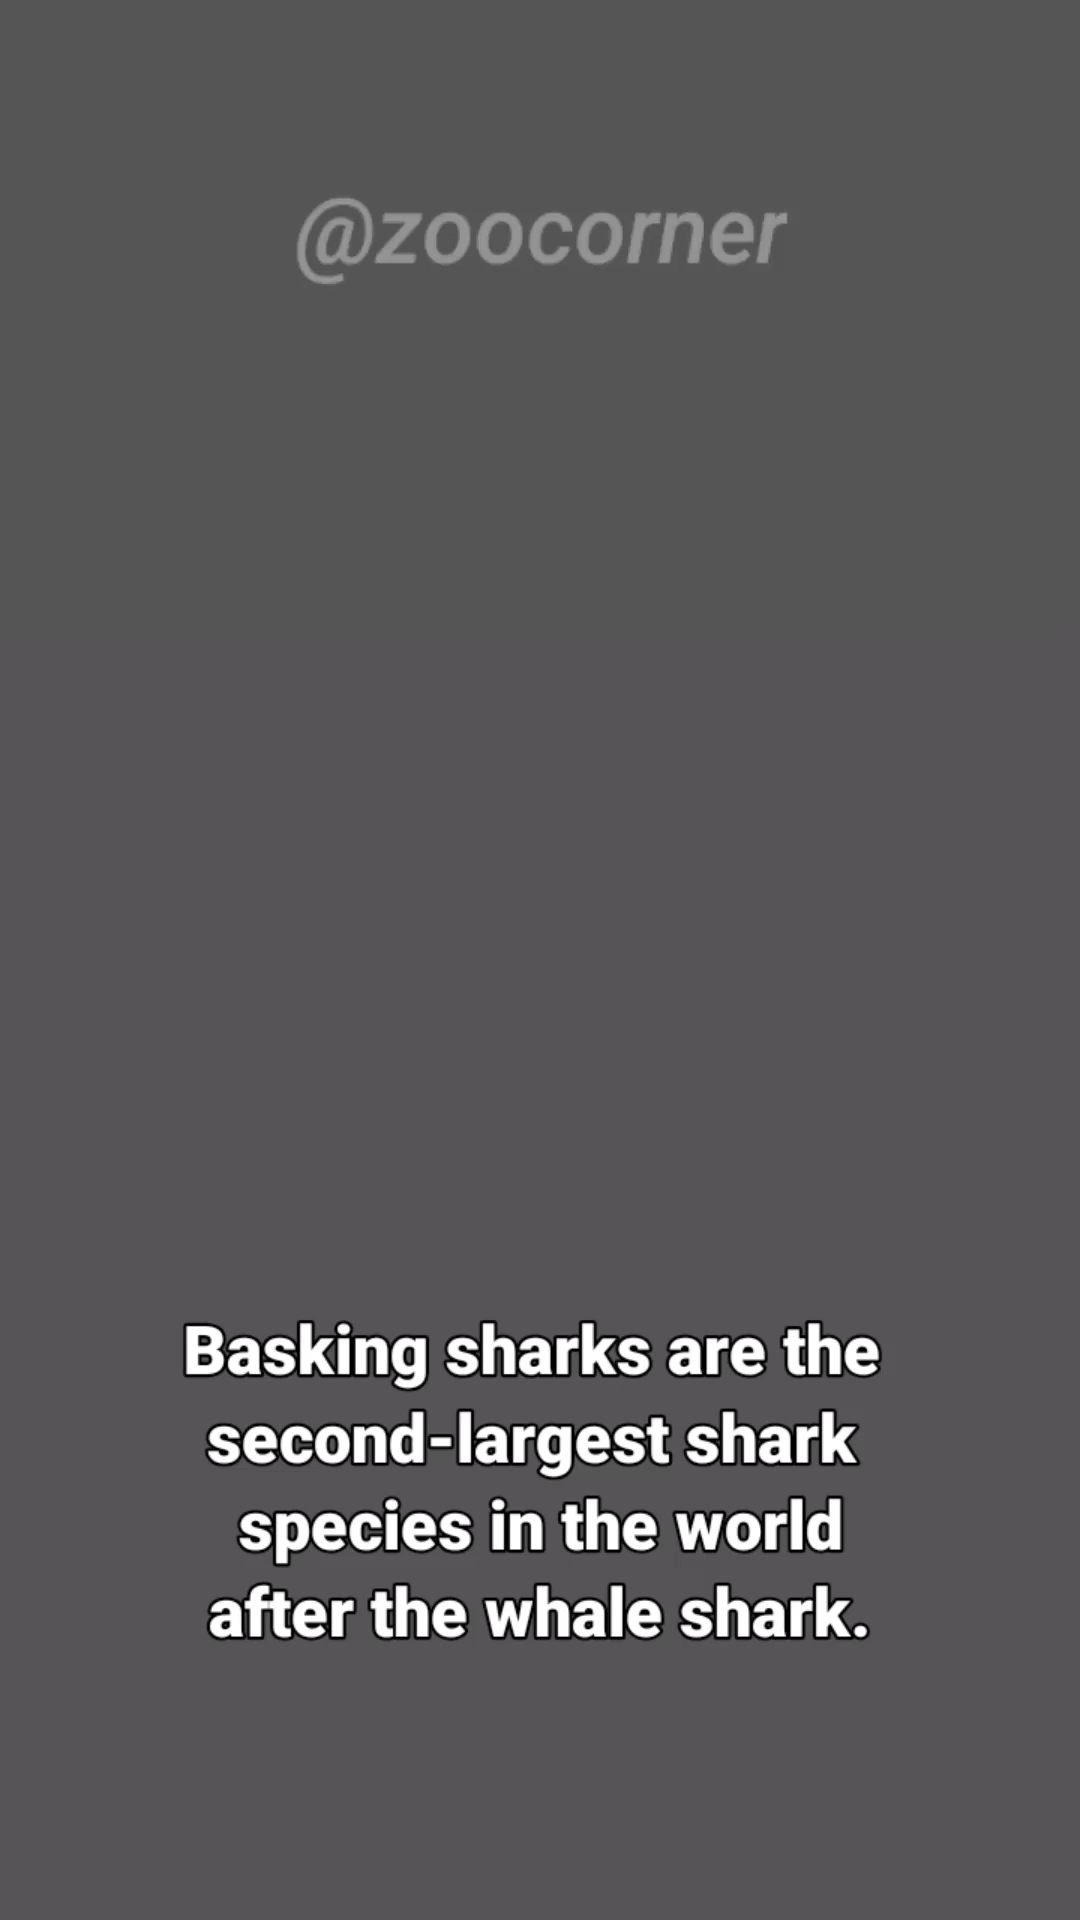 @zoocorner
Basking sharks are the
second-largest shark
species in the world
after the whale shark.